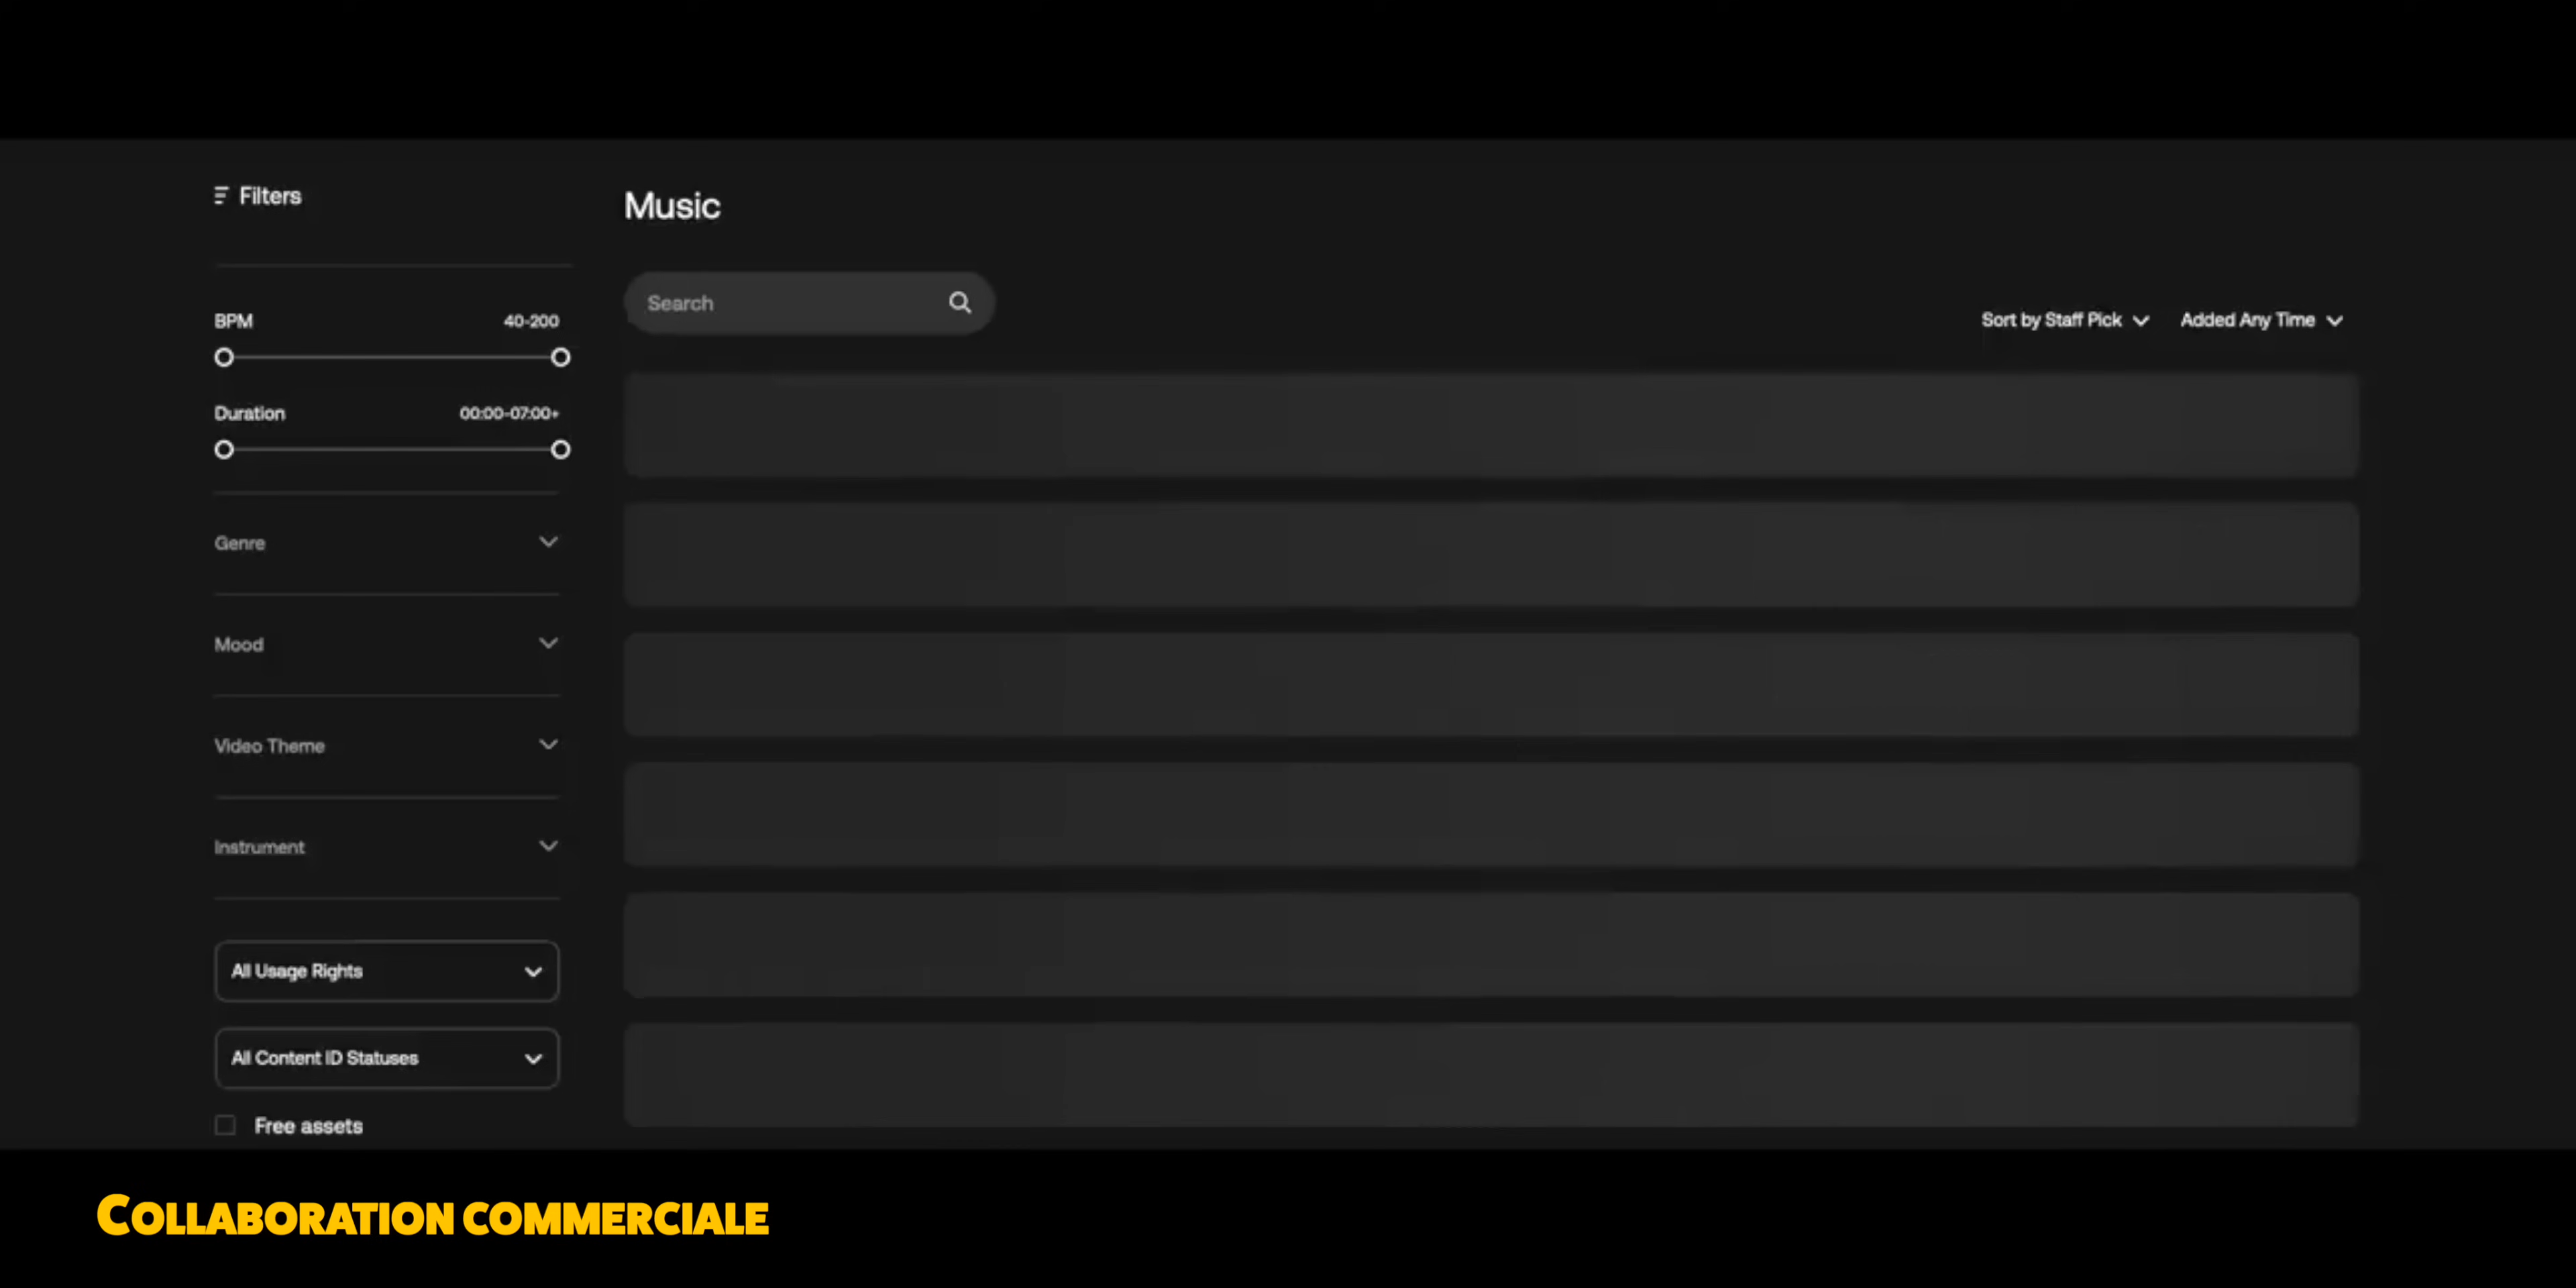 Filters
BPM 40-200
Duration 00:00-07:00+
Genre
Mood
Video Theme
Instrument
All Usage Rights
All Content ID Statuses
Free assets
Music
Search
Sort by Staff Pick Added Any Time
COLLABORATION COMMERCIALE